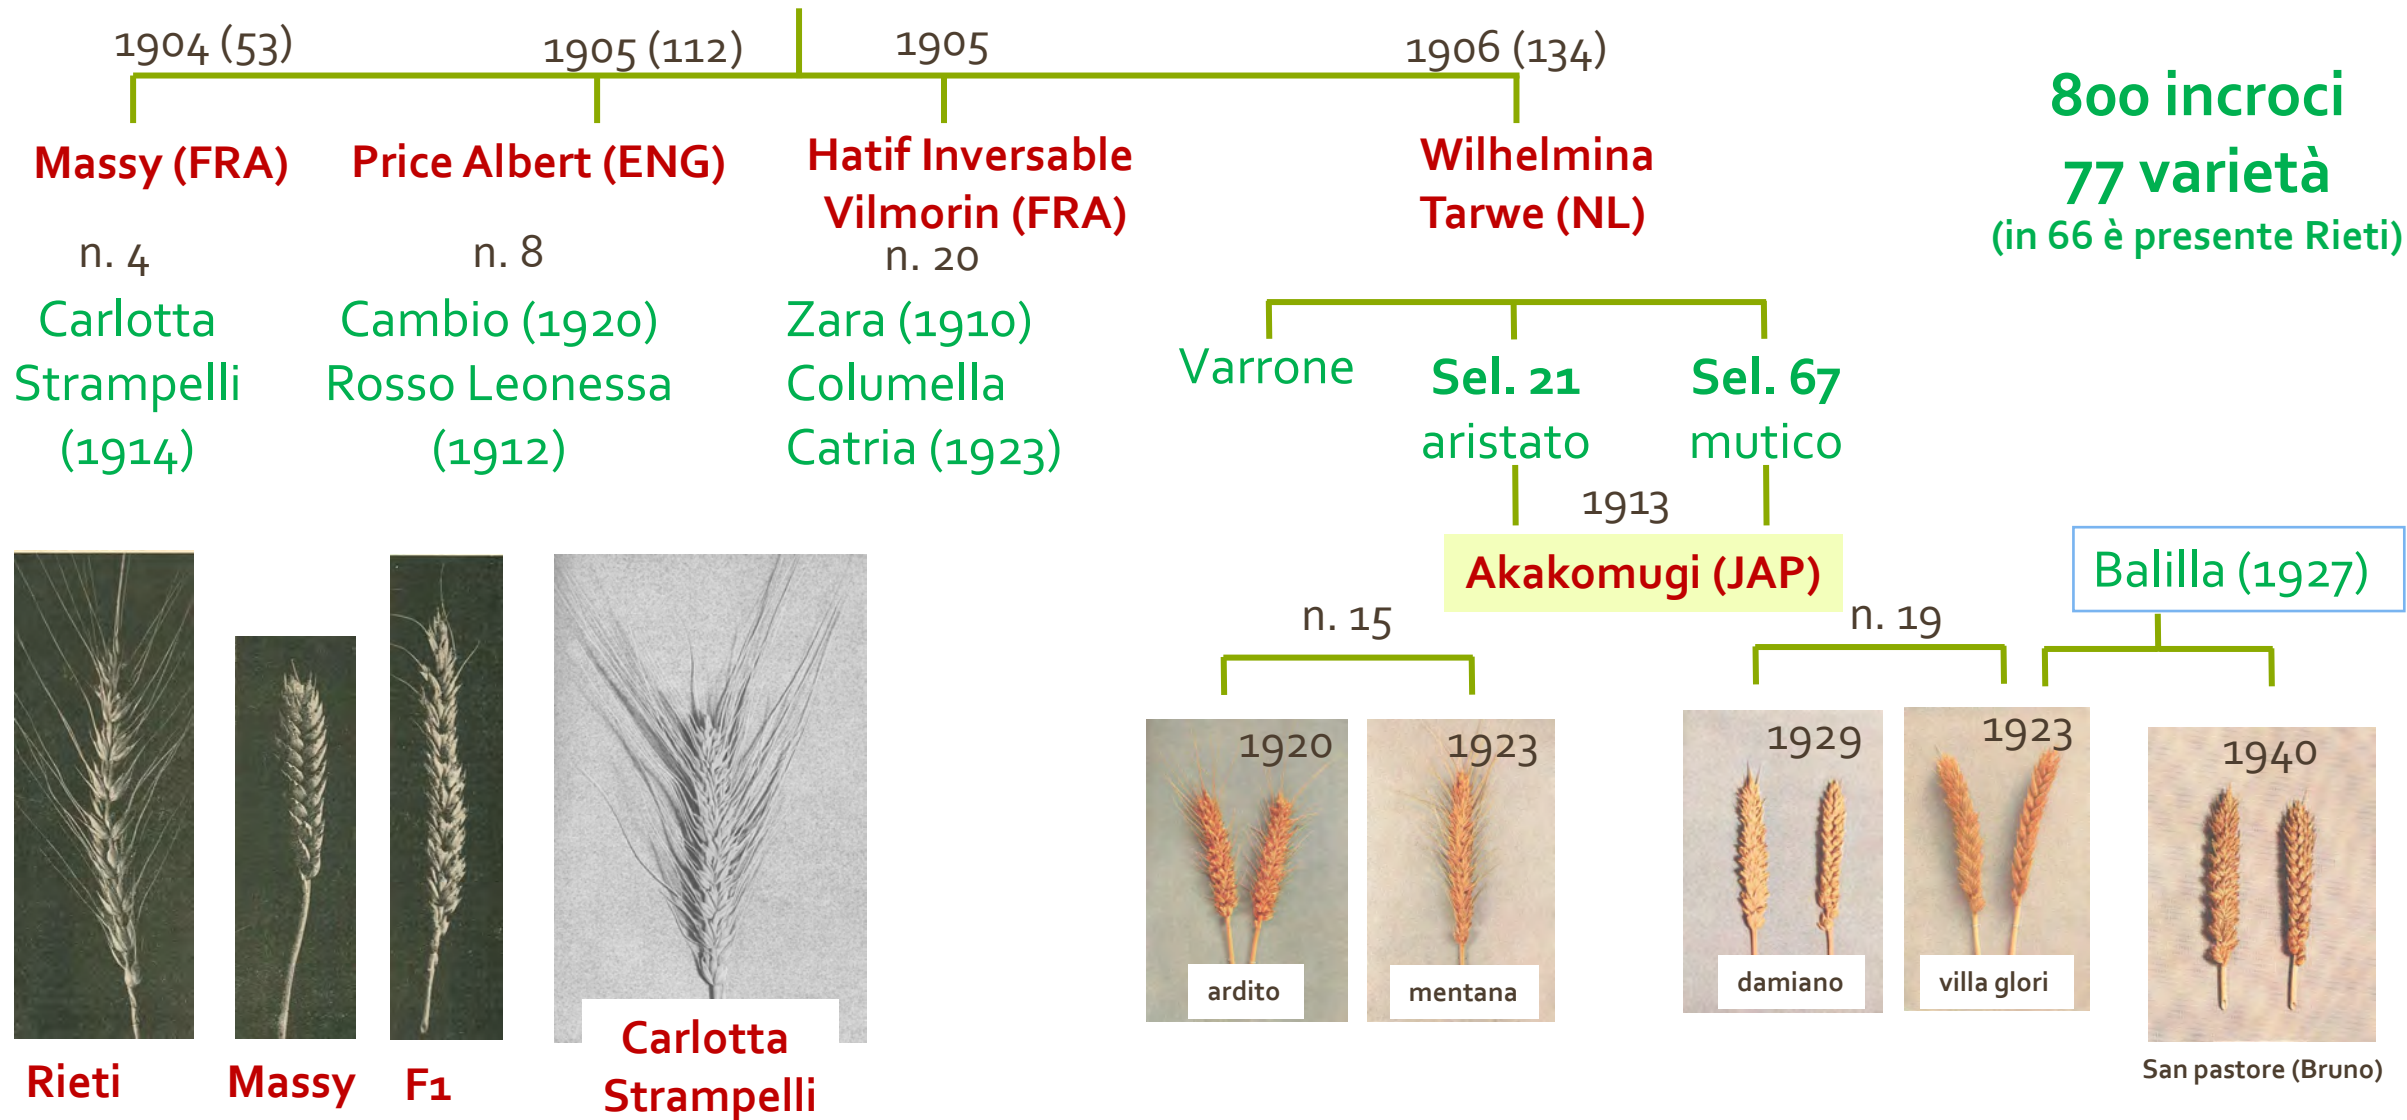 1904 (53)
1905 (112)
1905
1906 (134)
800 incroci
77 varietà
(in 66 è presente Rieti)
Massy (FRA)
Price Albert (ENG)
Hatif Inversable
Vilmorin (FRA)
Wilhelmina
Tarwe (NL)
n. 4
n. 8
n. 20
Carlotta
Strampelli
(1914)
Cambio (1920)
Rosso Leonessa
(1912)
Zara (1910)
Columella
Catria (1923)
Varrone
Sel. 21
aristato
Sel. 67
mutico
1913
Akakomugi (JAP)
Balilla (1927)
n. 15
n. 19
1920
1923
1929
1923
1940
ardito
mentana
damiano
villa glori
San pastore (Bruno)
Rieti
Massy
F1
Carlotta
Strampelli